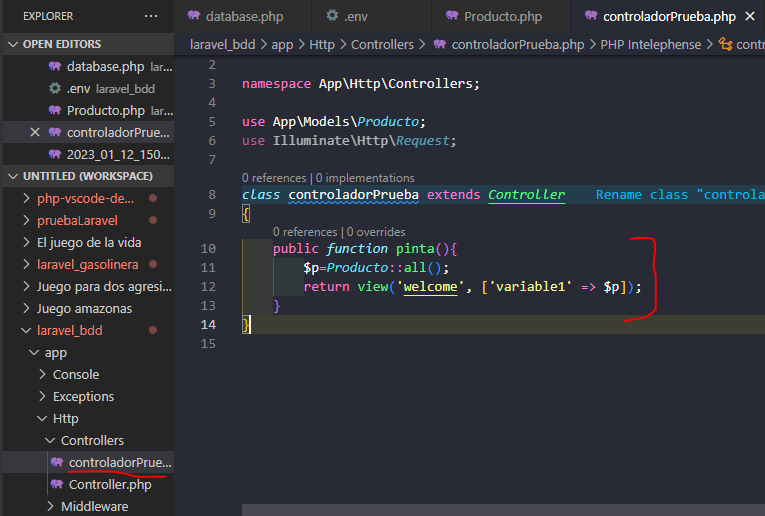 EXPLORER ...
OPEN EDITORS
database.php lar...
.env laravel_bdd
Producto.php lar...
controladorPrue...
2023_01_12_150...
UNTITLED (WORKSPACE)
php-vscode-de...
pruebaLaravel
El juego de la vida
laravel_gasolinera
Juego para dos agresi...
Juego amazonas
laravel_bdd
app
Console
Exceptions
Http
Controllers
controladorPrue...
Controller.php
Middleware
database.php .env Producto.php controladorPrueba.php
laravel_bdd > app > Http > Controllers > controladorPrueba.php > PHP Intelephense > contr
2
3 namespace App\Http\Controllers;
4
5 use App\Models\Producto;
6 use Illuminate\Http\Request;
7
0 references | 0 implementations
8 class controladorPrueba extends Controller Rename class "controla
9 {
0 references | 0 overrides
10 public function pinta(){
11 $p=Producto::all();
12 return view('welcome', ['variable1' => $p]);
13 }
14 }
15